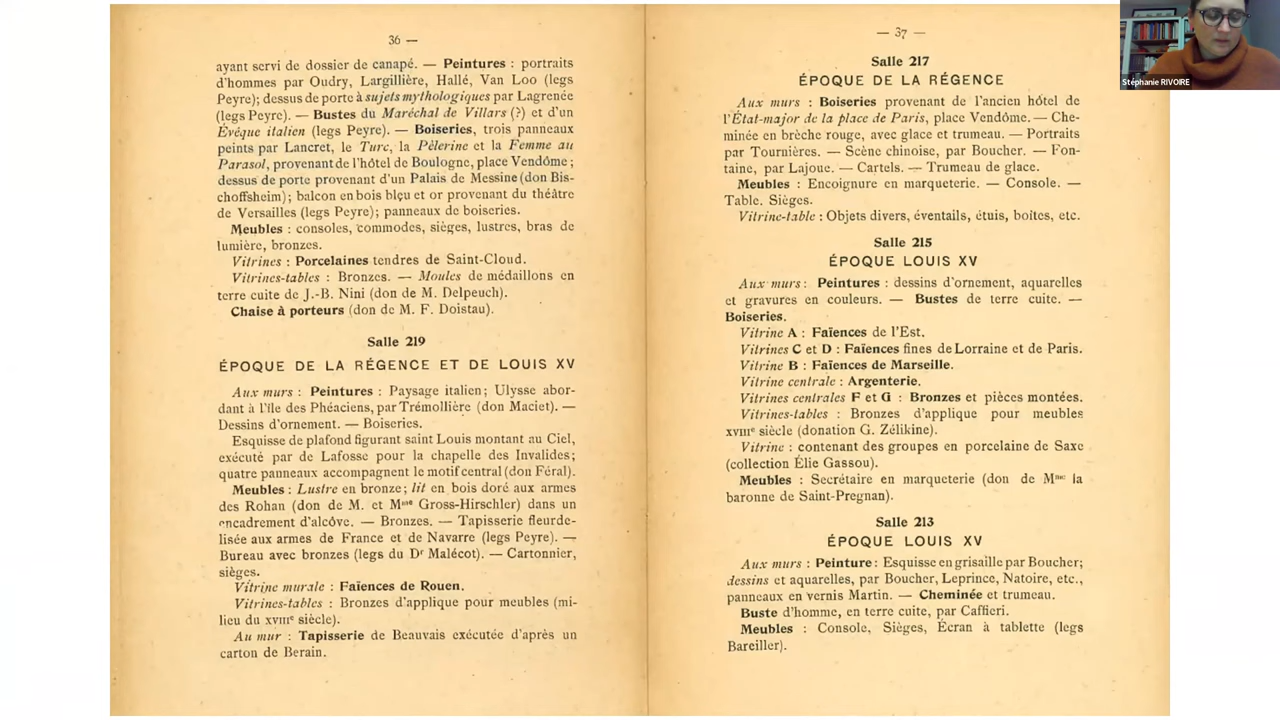 36 —
ayant servi de dossier de canapé. — Peintures : portraits
d'hommes par Oudry, Largillière, Hallé, Van Loo (legs
Peyre); dessus de porte à sujets mythologiques par Lagrenée
(legs Peyre). — Bustes du Maréchal de Villars (?) et d'un
Évêque italien (legs Peyre). — Boiseries, trois panneaux
peints par Lancret, le Turc, la Pèlerine et la Femme au
Parasol, provenant de l'hôtel de Boulogne, place Vendôme ;
dessus de porte provenant d'un Palais de Messine (don Bis-
choffsheim) ; balcon en bois bleu et or provenant du théâtre
de Versailles (legs Peyre); panneaux de boiseries.
Meubles : consoles, commodes, sièges, lustres, bras de
lumière, bronzes.
Vitrines : Porcelaines tendres de Saint-Cloud.
Vitrines-tables : Bronzes. — Moules de médaillons en
terre cuite de J.-B. Nini (don de M. Delpeuch).
Chaise à porteurs (don de M. F. Doistau).
Salle 219
ÉPOQUE DE LA RÉGENCE ET DE LOUIS XV
Aux murs : Peintures : Paysage italien ; Ulysse abor-
dant à l'île des Phéaciens, par Trémollière (don Maciet). —
Dessins d'ornement. — Boiseries.
Esquisse de plafond figurant saint Louis montant au Ciel,
exécuté par de Lafosse pour la chapelle des Invalides ;
quatre panneaux accompagnent le motif central (don Féral).
Meubles : Lustre en bronze ; lit en bois doré aux armes
des Rohan (don de M. et Mme Gross-Hirschler) dans un
encadrement d'alcôve. — Bronzes. — Tapisserie fleurde-
lisée aux armes de France et de Navarre (legs Peyre). —
Bureau avec bronzes (legs du Dr Malécot). — Cartonnier,
sièges.
Vitrine murale : Faïences de Rouen.
Vitrines-tables : Bronzes d'applique pour meubles (mi-
lieu du XVIIIe siècle).
Au mur : Tapisserie de Beauvais exécutée d'après un
carton de Berain.
— 37 —
Salle 217
ÉPOQUE DE LA RÉGENCE
Aux murs : Boiseries provenant de l'ancien hôtel de
l'État-major de la place de Paris, place Vendôme. — Che-
minée en brèche rouge, avec glace et trumeau. — Portraits
par Tournières. — Scène chinoise, par Boucher. — Fon-
taine, par Lajoue. — Cartels. — Trumeau de glace.
Meubles : Encoignure en marqueterie. — Console. —
Table. Sièges.
Vitrine-table : Objets divers, éventails, étuis, boîtes, etc.
Salle 215
ÉPOQUE LOUIS XV
Aux murs : Peintures : dessins d'ornement, aquarelles
et gravures en couleurs. — Bustes de terre cuite. —
Boiseries.
Vitrine A : Faïences de l'Est.
Vitrines C et D : Faïences fines de Lorraine et de Paris.
Vitrine B : Faïences de Marseille.
Vitrine centrale : Argenterie.
Vitrines centrales F et G : Bronzes et pièces montées.
Vitrines-tables : Bronzes d'applique pour meubles
XVIIIe siècle (donation G. Zélikine).
Vitrine : contenant des groupes en porcelaine de Saxe
(collection Élie Gassou).
Meubles : Secrétaire en marqueterie (don de Mme la
baronne de Saint-Pregnan).
Salle 213
ÉPOQUE LOUIS XV
Aux murs : Peinture : Esquisse en grisaille par Boucher;
dessins et aquarelles, par Boucher, Leprince, Natoire, etc.,
panneaux en vernis Martin. — Cheminée et trumeau.
Buste d'homme, en terre cuite, par Caffieri.
Meubles : Console, Sièges, Écran à tablette (legs
Bareiller).
Stéphanie RIVOIRE